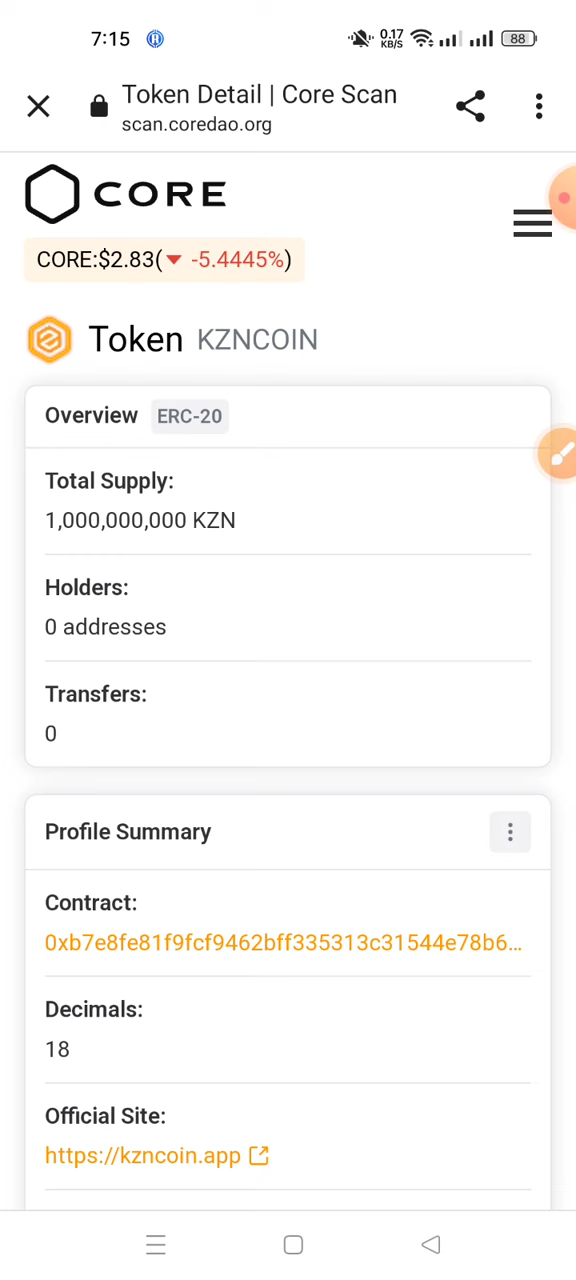 7:15 0.17 KB/S 88
Token Detail | Core Scan
scan.coredao.org
CORE
CORE:$2.83(▼ -5.4445%)
Token KZNCOIN
Overview ERC-20
Total Supply:
1,000,000,000 KZN
Holders:
0 addresses
Transfers:
0
Profile Summary
Contract:
0xb7e8fe81f9fcf9462bff335313c31544e78b6...
Decimals:
18
Official Site:
https://kzncoin.app